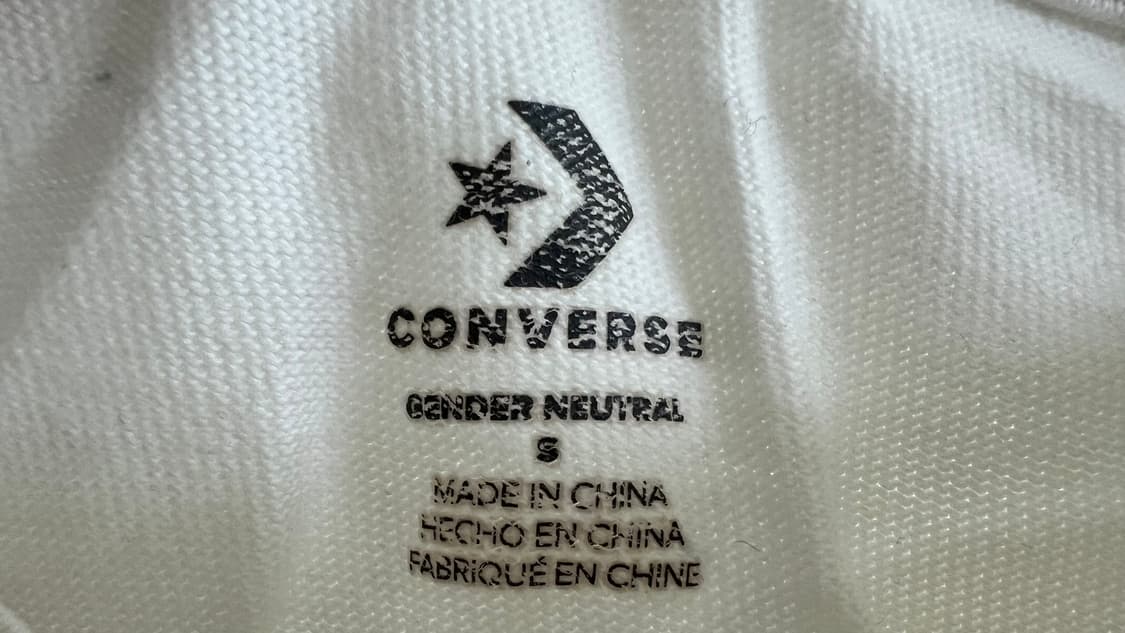 CONVERSE
GENDER NEUTRAL
S
MADE IN CHINA
HECHO EN CHINA
FABRIQUÉ EN CHINE